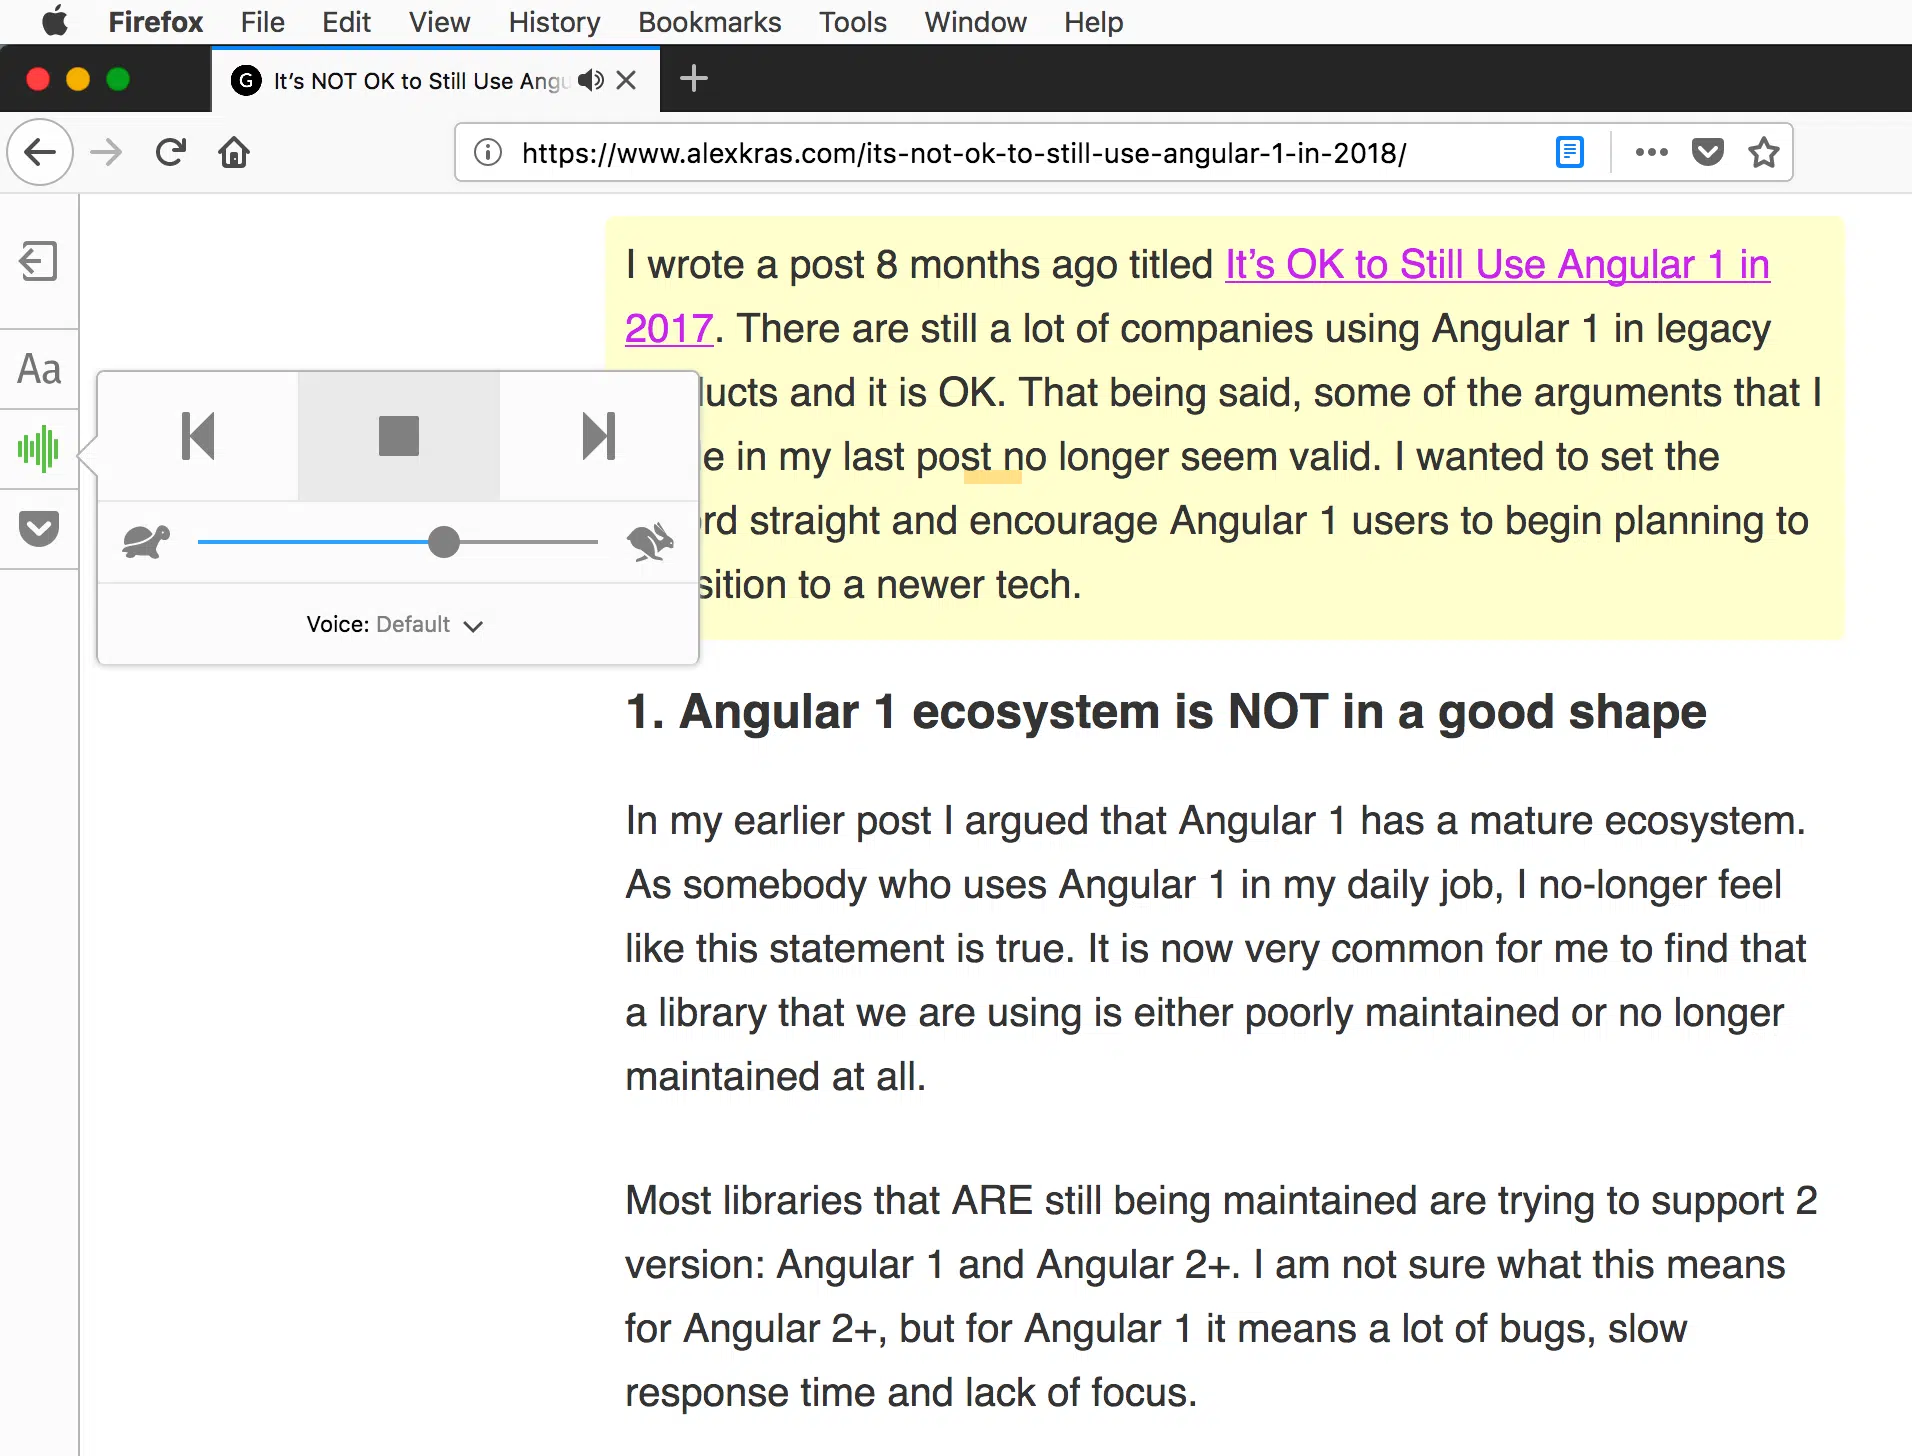 Firefox File Edit View History Bookmarks Tools Window Help
It's NOT OK to Still Use Angu
https://www.alexkras.com/its-not-ok-to-still-use-angular-1-in-2018/
I wrote a post 8 months ago titled It's OK to Still Use Angular 1 in
2017. There are still a lot of companies using Angular 1 in legacy
ucts and it is OK. That being said, some of the arguments that I
e in my last post no longer seem valid. I wanted to set the
rd straight and encourage Angular 1 users to begin planning to
sition to a newer tech.
Aa
Voice: Default
1. Angular 1 ecosystem is NOT in a good shape
In my earlier post I argued that Angular 1 has a mature ecosystem.
As somebody who uses Angular 1 in my daily job, I no-longer feel
like this statement is true. It is now very common for me to find that
a library that we are using is either poorly maintained or no longer
maintained at all.
Most libraries that ARE still being maintained are trying to support 2
version: Angular 1 and Angular 2+. I am not sure what this means
for Angular 2+, but for Angular 1 it means a lot of bugs, slow
response time and lack of focus.